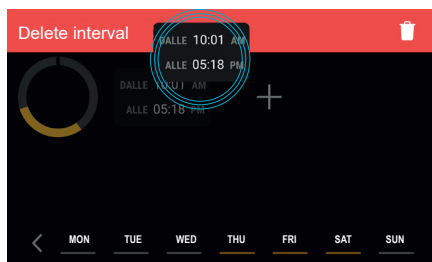 Delete interval
DALLE 10:01 AM
ALLE 05:18 PM
DALLE 10:01 AM
ALLE 05:18 PM
MON TUE WED THU FRI SAT SUN